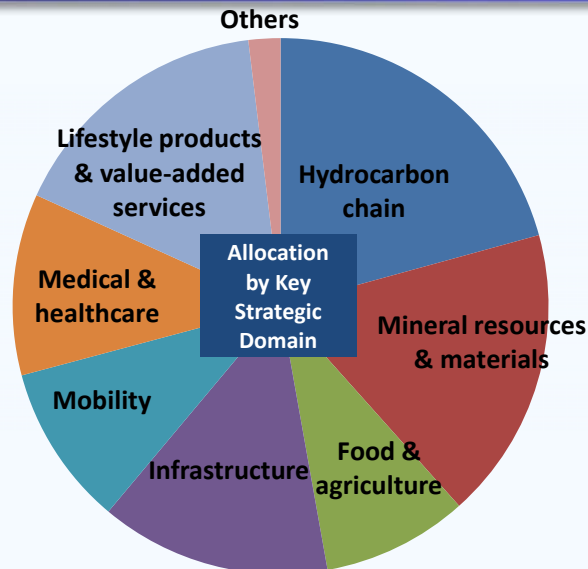 Others
Lifestyle products
& value-added
services
Hydrocarbon
chain
Allocation
by Key
Strategic
Domain
Medical &
healthcare
Mineral resources
& materials
Mobility
Food &
agriculture
Infrastructure